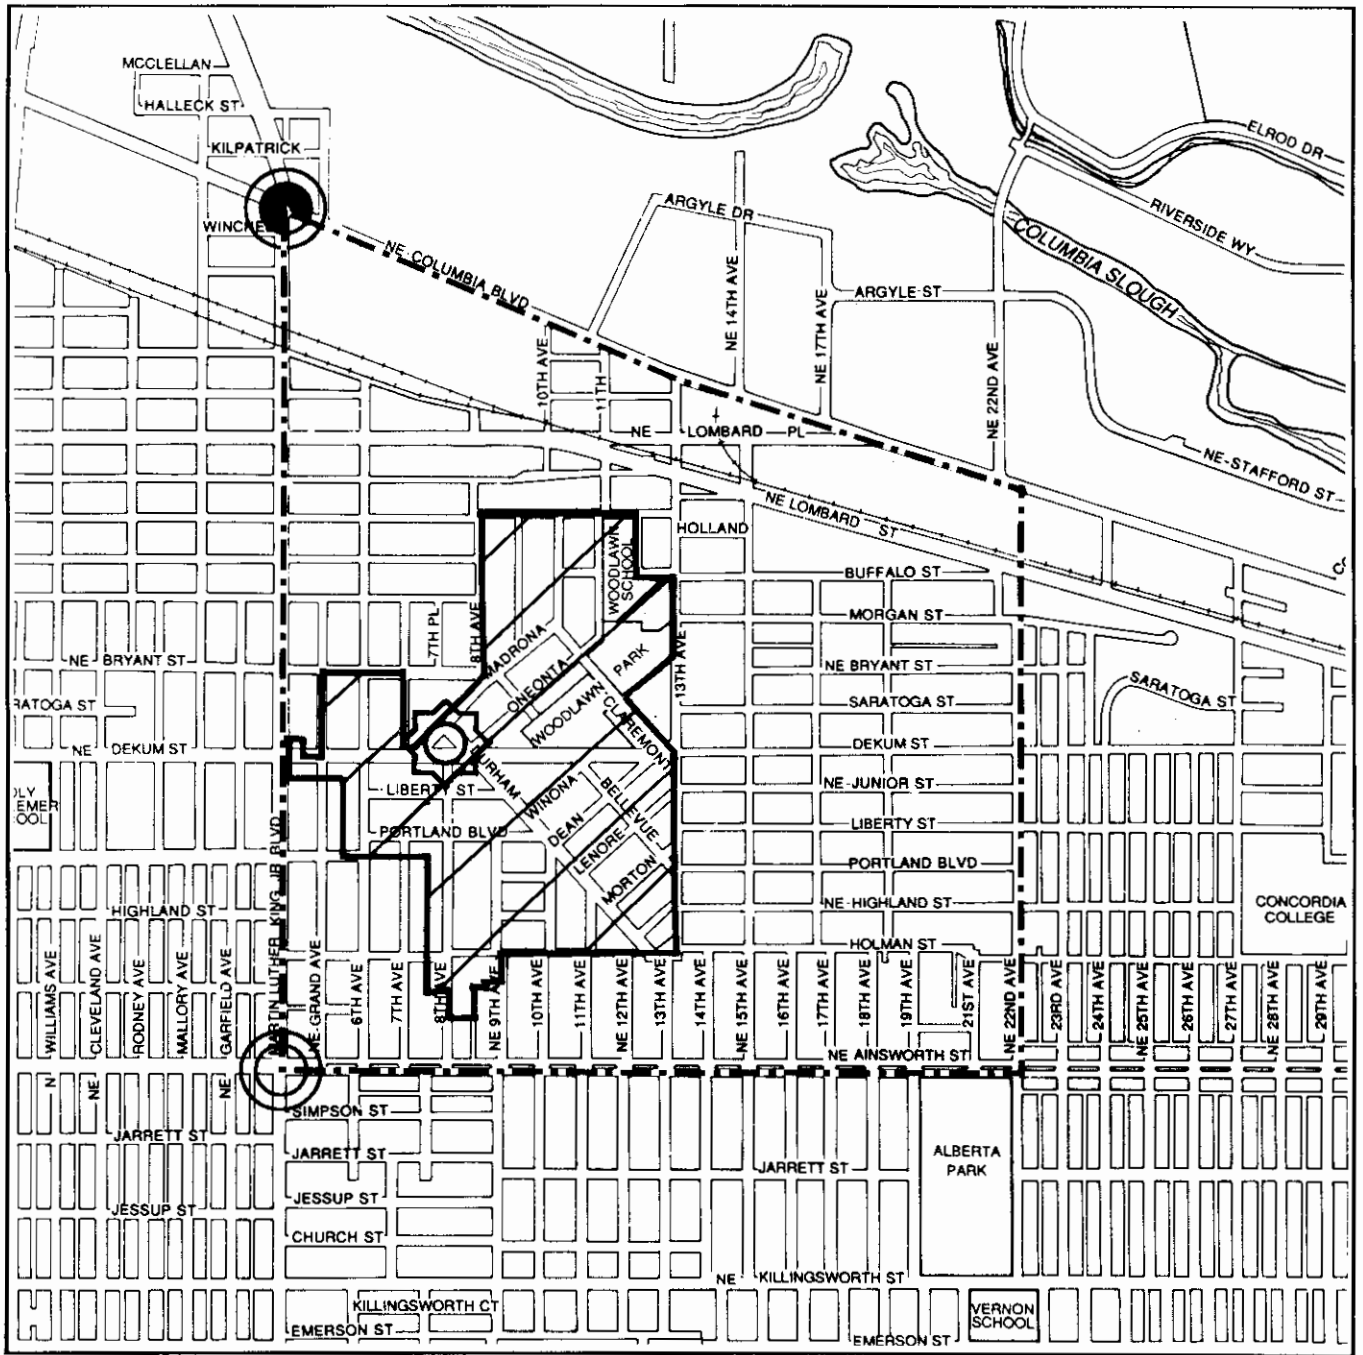 MCCLELLAN
HALLECK ST
KILPATRICK
ELROD DR
ARGYLE DR
RIVERSIDE WY
COLUMBIA SLOUGH
NE COLUMBIA BLVD
NE 14TH AVE
NE 17TH AVE
ARGYLE ST
NE 22ND AVE
10TH AVE
11TH
NE LOMBARD PL
NE-STAFFORD ST
NE LOMBARD ST
HOLLAND
WOODLAWN
SCHOOL
BUFFALO ST
MORGAN ST
7TH PL
8TH AVE
MADRONA
ONEONTA
PARK
WOODLAWN
13TH AVE
NE BRYANT ST
NE BRYANT ST
SARATOGA ST
SARATOGA ST
RATOGA ST
CLAREMONT
NE DEKUM ST
DEKUM ST
NE-JUNIOR ST
LIBERTY ST
WINONA
BELLEVUE
DEAN
LENORE
MORTON
LIBERTY ST
PORTLAND BLVD
PORTLAND BLVD
OLY
EMER
OOL
NE-HIGHLAND ST
HIGHLAND ST
CONCORDIA
COLLEGE
HOLMAN ST
N WILLIAMS AVE
NE CLEVELAND AVE
RODNEY AVE
MALLORY AVE
NE GARFIELD AVE
MARTIN LUTHER KING JR BLVD
NE GRAND AVE
6TH AVE
7TH AVE
8TH AVE
NE 9TH AVE
10TH AVE
11TH AVE
NE 12TH AVE
13TH AVE
14TH AVE
NE 15TH AVE
16TH AVE
17TH AVE
18TH AVE
19TH AVE
21ST AVE
NE 22ND AVE
23RD AVE
24TH AVE
NE 25TH AVE
26TH AVE
27TH AVE
NE 28TH AVE
29TH AVE
NE AINSWORTH ST
SIMPSON ST
JARRETT ST
JARRETT ST
JARRETT ST
ALBERTA
PARK
JESSUP ST
JESSUP ST
CHURCH ST
NE KILLINGSWORTH ST
KILLINGSWORTH CT
VERNON
SCHOOL
EMERSON ST
EMERSON ST